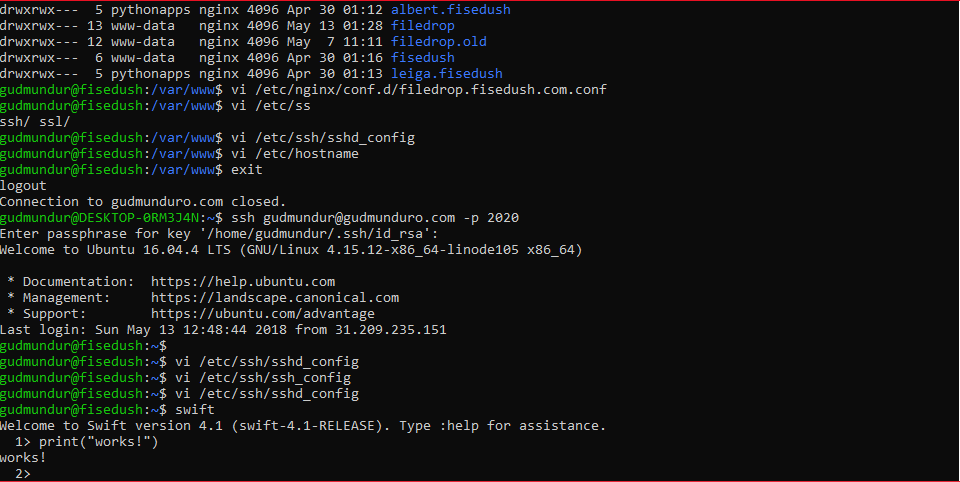 drwxrwx---  5 pythonapps nginx 4096 Apr 30 01:12 albert.fisedush
drwxrwx--- 13 www-data   nginx 4096 May 13 01:28 filedrop
drwxrwx--- 12 www-data   nginx 4096 May  7 11:11 filedrop.old
drwxrwx---  6 www-data   nginx 4096 Apr 30 01:16 fisedush
drwxrwx---  5 pythonapps nginx 4096 Apr 30 01:13 leiga.fisedush
gudmundur@fisedush:/var/www$ vi /etc/nginx/conf.d/filedrop.fisedush.com.conf
gudmundur@fisedush:/var/www$ vi /etc/ss
ssh/ ssl/
gudmundur@fisedush:/var/www$ vi /etc/ssh/sshd_config
gudmundur@fisedush:/var/www$ vi /etc/hostname
gudmundur@fisedush:/var/www$ exit
logout
Connection to gudmunduro.com closed.
gudmundur@DESKTOP-0RM3J4N:~$ ssh gudmundur@gudmunduro.com -p 2020
Enter passphrase for key '/home/gudmundur/.ssh/id_rsa':
Welcome to Ubuntu 16.04.4 LTS (GNU/Linux 4.15.12-x86_64-linode105 x86_64)

 * Documentation:  https://help.ubuntu.com
 * Management:     https://landscape.canonical.com
 * Support:        https://ubuntu.com/advantage
Last login: Sun May 13 12:48:44 2018 from 31.209.235.151
gudmundur@fisedush:~$
gudmundur@fisedush:~$ vi /etc/ssh/sshd_config
gudmundur@fisedush:~$ vi /etc/ssh/ssh_config
gudmundur@fisedush:~$ vi /etc/ssh/sshd_config
gudmundur@fisedush:~$ swift
Welcome to Swift version 4.1 (swift-4.1-RELEASE). Type :help for assistance.
  1> print("works!")
works!
  2>